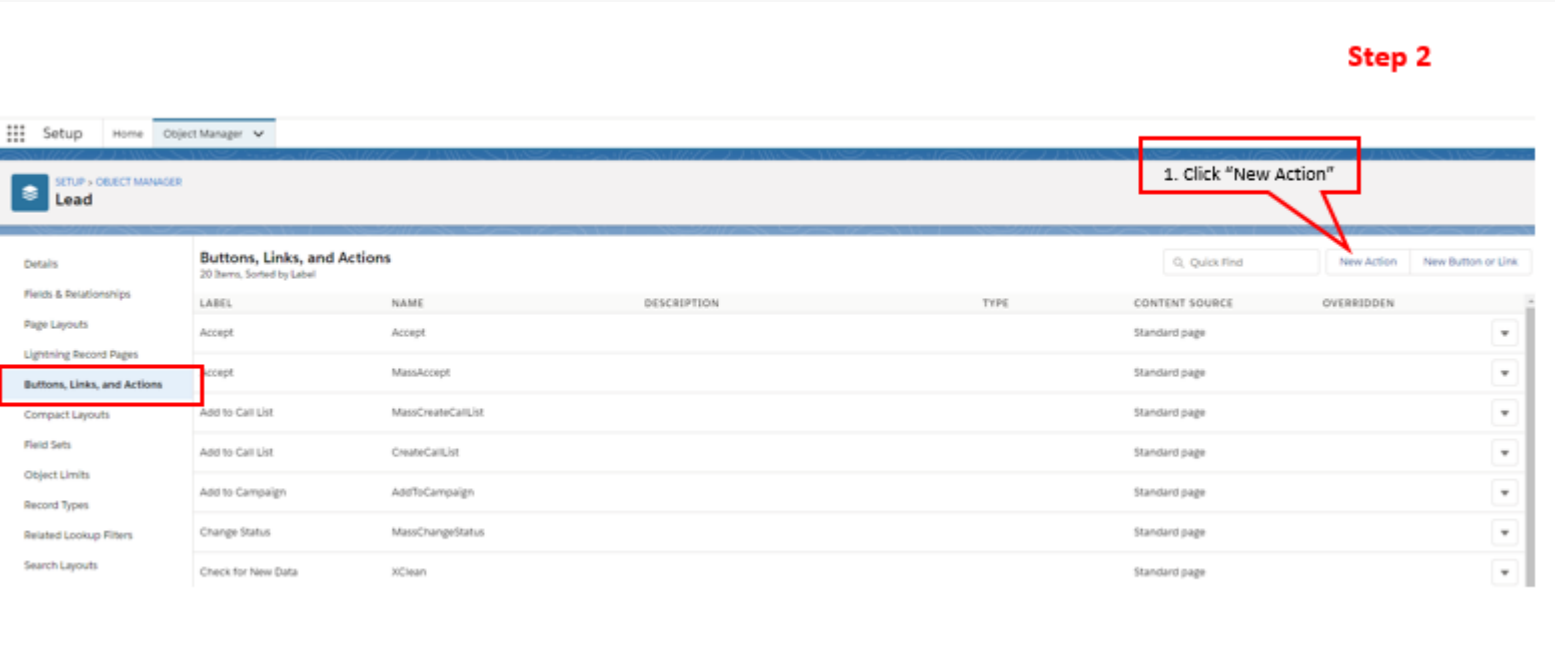 Step 2
Setup Home Object Manager
1. Click “New Action”
SETUP > OBJECT MANAGER
Lead
Details
Fields & Relationships
Page Layouts
Lightning Record Pages
Buttons, Links, and Actions
Compact Layouts
Field Sets
Object Limits
Record Types
Related Lookup Filters
Search Layouts
Buttons, Links, and Actions
20 Items, Sorted by Label
Quick Find New Action New Button or Link
LABEL NAME DESCRIPTION TYPE CONTENT SOURCE OVERRIDDEN
Accept Accept Standard page
Accept MassAccept Standard page
Add to Call List MassCreateCallList Standard page
Add to Call List CreateCallList Standard page
Add to Campaign AddToCampaign Standard page
Change Status MassChangeStatus Standard page
Check for New Data XClean Standard page